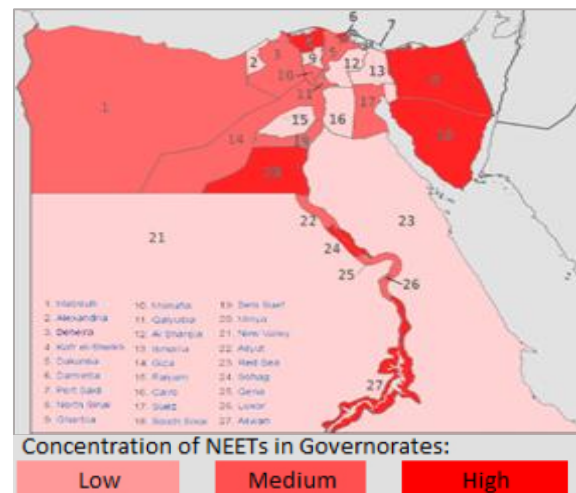 6
7
3
5
2
9
12
13
8
10
1
11
17
15
16
18
14
19
20
21
22
23
24
25
26
27
1. Matrouh
2. Alexandria
3.
4. Kafr el-Sheikh
5. Dakahlia
6. Damietta
7. Port Said
8. North Sinai
9. Gharbia
10. Monufia
11. Qalyubia
12. Al Sharqia
13. Ismailia
14. Giza
15. Faiyum
16. Cairo
17. Suez
18. South Sinai
19. Beni Suef
20. Minya
21. New Valley
22. Asyut
23. Red Sea
24. Sohag
25. Qena
26. Luxor
27. Aswan
Concentration of NEETs in Governorates:
Low
Medium
High